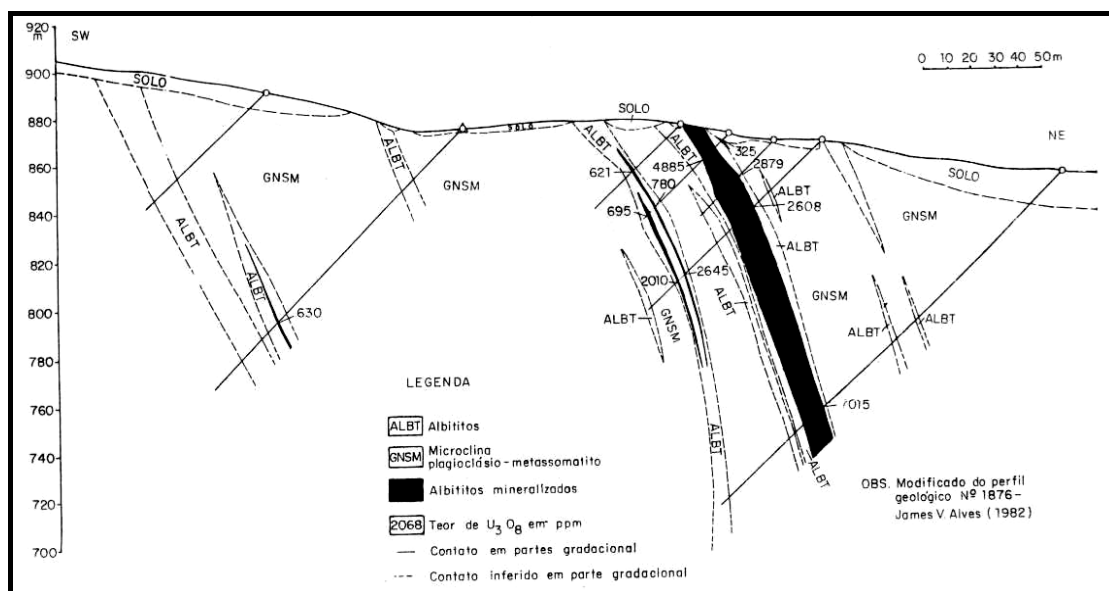 920
m
SW
900
880
860
840
820
800
780
760
740
720
700
0 10 20 30 40 50m
NE
SOLO
SOLO
SOLO
SOLO
GNSM
GNSM
GNSM
GNSM
GNSM
ALBT
ALBT
ALBT
ALBT
ALBT
ALBT
ALBT
ALBT
ALBT
ALBT
ALBT
ALBT
ALBT
630
621
4885
780
695
2010
2645
325
2879
2608
7015
LEGENDA
ALBT Albititos
GNSM Microclina
plagioclásio-metassomatito
Albititos mineralizados
2068 Teor de U3O8 em ppm
Contato em partes gradacional
Contato inferido em parte gradacional
OBS. Modificado do perfil
geológico Nº 1876-
James V. Alves (1982)